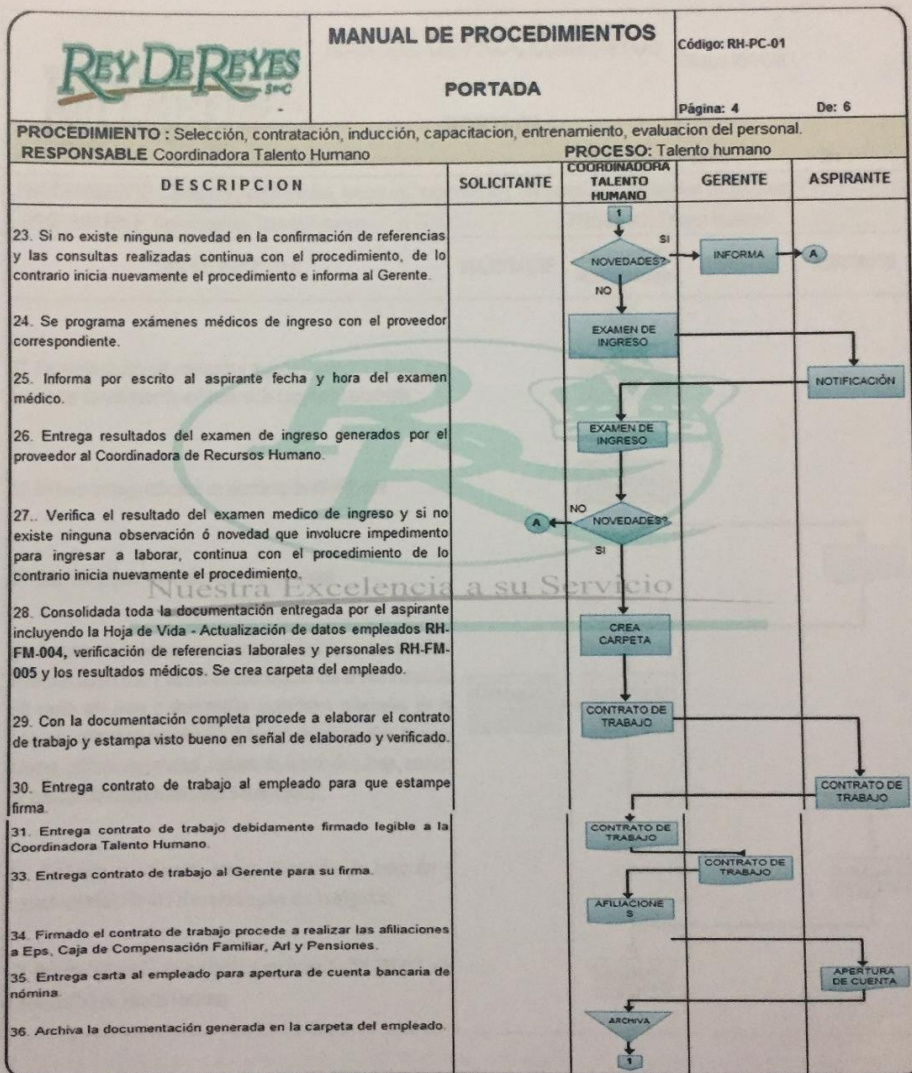 REY DE REYES
S en C
MANUAL DE PROCEDIMIENTOS
PORTADA
Código: RH-PC-01
Página: 4 De: 6
PROCEDIMIENTO : Selección, contratación, inducción, capacitacion, entrenamiento, evaluacion del personal.
RESPONSABLE Coordinadora Talento Humano PROCESO: Talento humano
DESCRIPCION SOLICITANTE COORDINADORA TALENTO HUMANO GERENTE ASPIRANTE
1
23. Si no existe ninguna novedad en la confirmación de referencias
y las consultas realizadas continua con el procedimiento, de lo
contrario inicia nuevamente el procedimiento e informa al Gerente.
NOVEDADES?
SI
INFORMA
A
NO
24. Se programa exámenes médicos de ingreso con el proveedor
correspondiente.
EXAMEN DE
INGRESO
25. Informa por escrito al aspirante fecha y hora del examen
médico.
NOTIFICACIÓN
26. Entrega resultados del examen de ingreso generados por el
proveedor al Coordinadora de Recursos Humano.
EXAMEN DE
INGRESO
27.. Verifica el resultado del examen medico de ingreso y si no
existe ninguna observación ó novedad que involucre impedimento
para ingresar a laborar, continua con el procedimiento de lo
contrario inicia nuevamente el procedimiento.
A
NO
NOVEDADES?
SI
Nuestra Excelencia a su Servicio
28. Consolidada toda la documentación entregada por el aspirante
incluyendo la Hoja de Vida - Actualización de datos empleados RH-
FM-004, verificación de referencias laborales y personales RH-FM-
005 y los resultados médicos. Se crea carpeta del empleado.
CREA
CARPETA
29. Con la documentación completa procede a elaborar el contrato
de trabajo y estampa visto bueno en señal de elaborado y verificado.
CONTRATO DE
TRABAJO
30. Entrega contrato de trabajo al empleado para que estampe
firma.
CONTRATO DE
TRABAJO
31. Entrega contrato de trabajo debidamente firmado legible a la
Coordinadora Talento Humano.
CONTRATO DE
TRABAJO
33. Entrega contrato de trabajo al Gerente para su firma.
CONTRATO DE
TRABAJO
AFILIACIONE
S
34. Firmado el contrato de trabajo procede a realizar las afiliaciones
a Eps, Caja de Compensación Familiar, Arl y Pensiones.
35. Entrega carta al empleado para apertura de cuenta bancaria de
nómina.
APERTURA
DE CUENTA
36. Archiva la documentación generada en la carpeta del empleado.
ARCHIVA
1